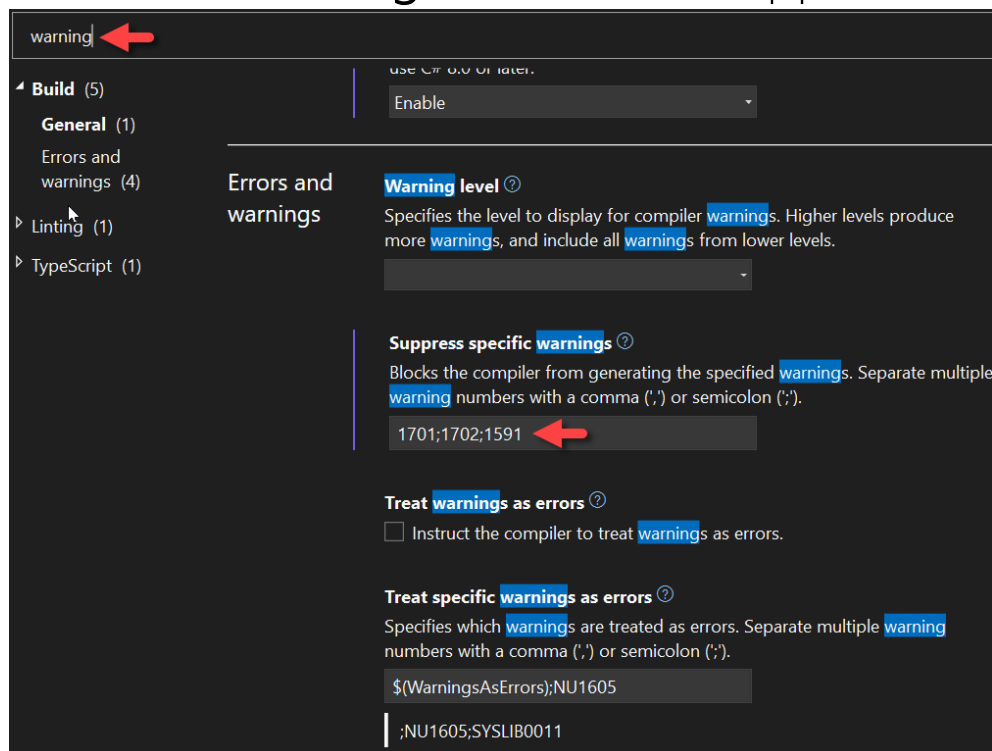 warning
Build (5)
General (1)
Errors and
warnings (4)
Linting (1)
TypeScript (1)
use C# 8.0 or later.
Enable
Errors and
warnings
Warning level
Specifies the level to display for compiler warnings. Higher levels produce
more warnings, and include all warnings from lower levels.
Suppress specific warnings
Blocks the compiler from generating the specified warnings. Separate multiple
warning numbers with a comma (',') or semicolon (';').
1701;1702;1591
Treat warnings as errors
Instruct the compiler to treat warnings as errors.
Treat specific warnings as errors
Specifies which warnings are treated as errors. Separate multiple warning
numbers with a comma (',') or semicolon (';').
$(WarningsAsErrors);NU1605
;NU1605;SYSLIB0011